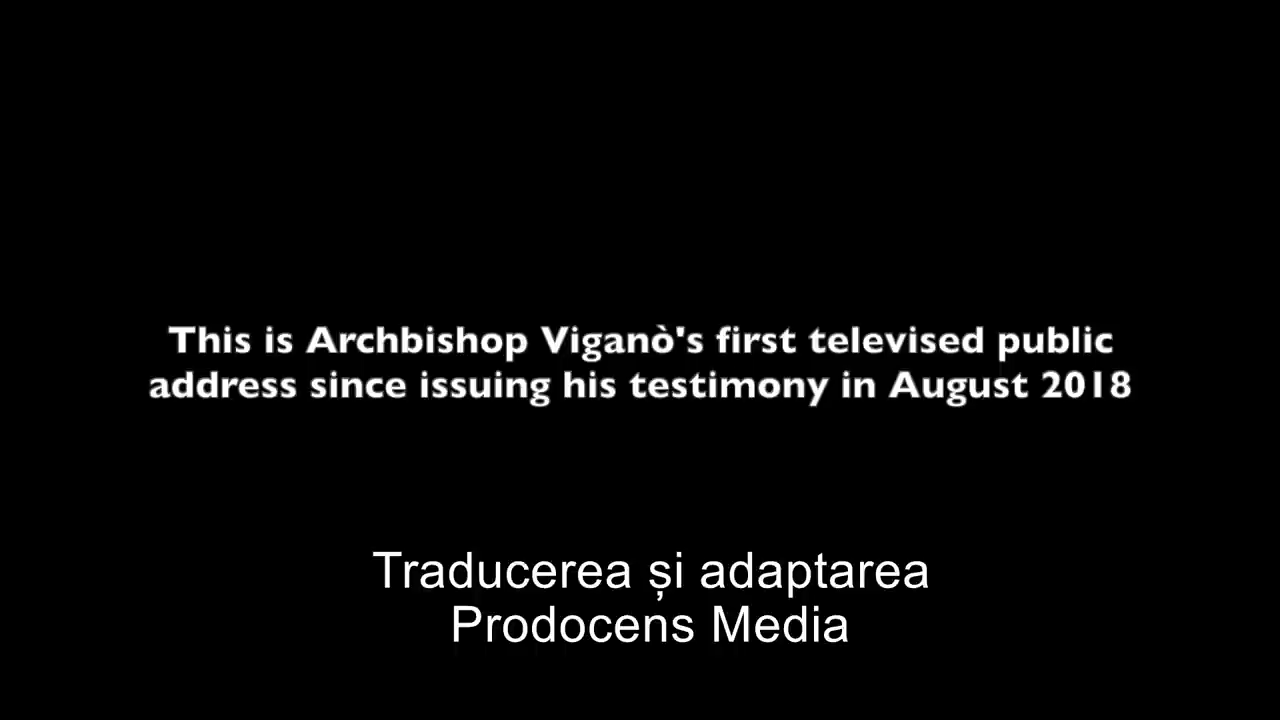 This is Archbishop Viganò's first televised public
address since issuing his testimony in August 2018
Traducerea și adaptarea
Prodocens Media